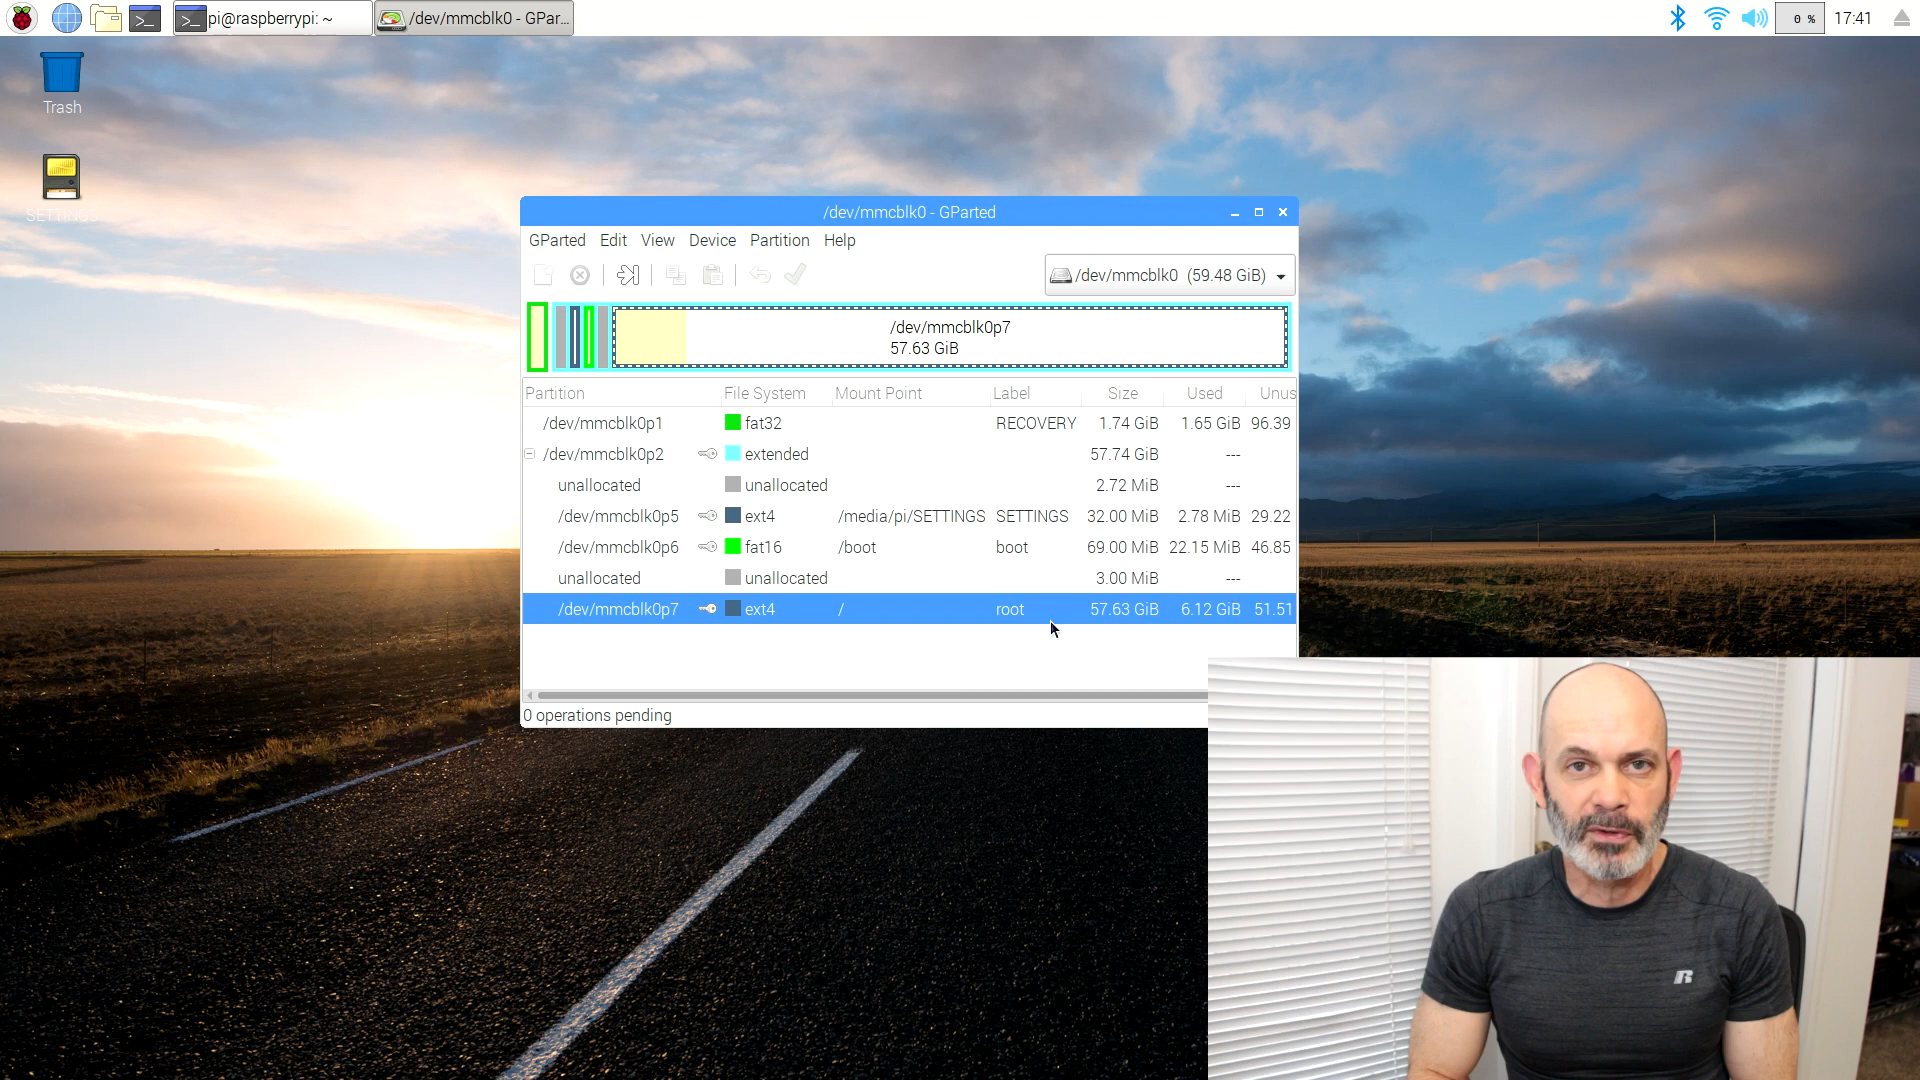 pi@raspberrypi: ~
/dev/mmcblk0 - GPar...
0 %
17:41
Trash
SETTINGS
/dev/mmcblk0 - GParted
GParted Edit View Device Partition Help
/dev/mmcblk0 (59.48 GiB)
/dev/mmcblk0p7
57.63 GiB
Partition File System Mount Point Label Size Used Unus
/dev/mmcblk0p1 fat32 RECOVERY 1.74 GiB 1.65 GiB 96.39
/dev/mmcblk0p2 extended 57.74 GiB ---
unallocated unallocated 2.72 MiB ---
/dev/mmcblk0p5 ext4 /media/pi/SETTINGS SETTINGS 32.00 MiB 2.78 MiB 29.22
/dev/mmcblk0p6 fat16 /boot boot 69.00 MiB 22.15 MiB 46.85
unallocated unallocated 3.00 MiB ---
/dev/mmcblk0p7 ext4 / root 57.63 GiB 6.12 GiB 51.51
0 operations pending
R